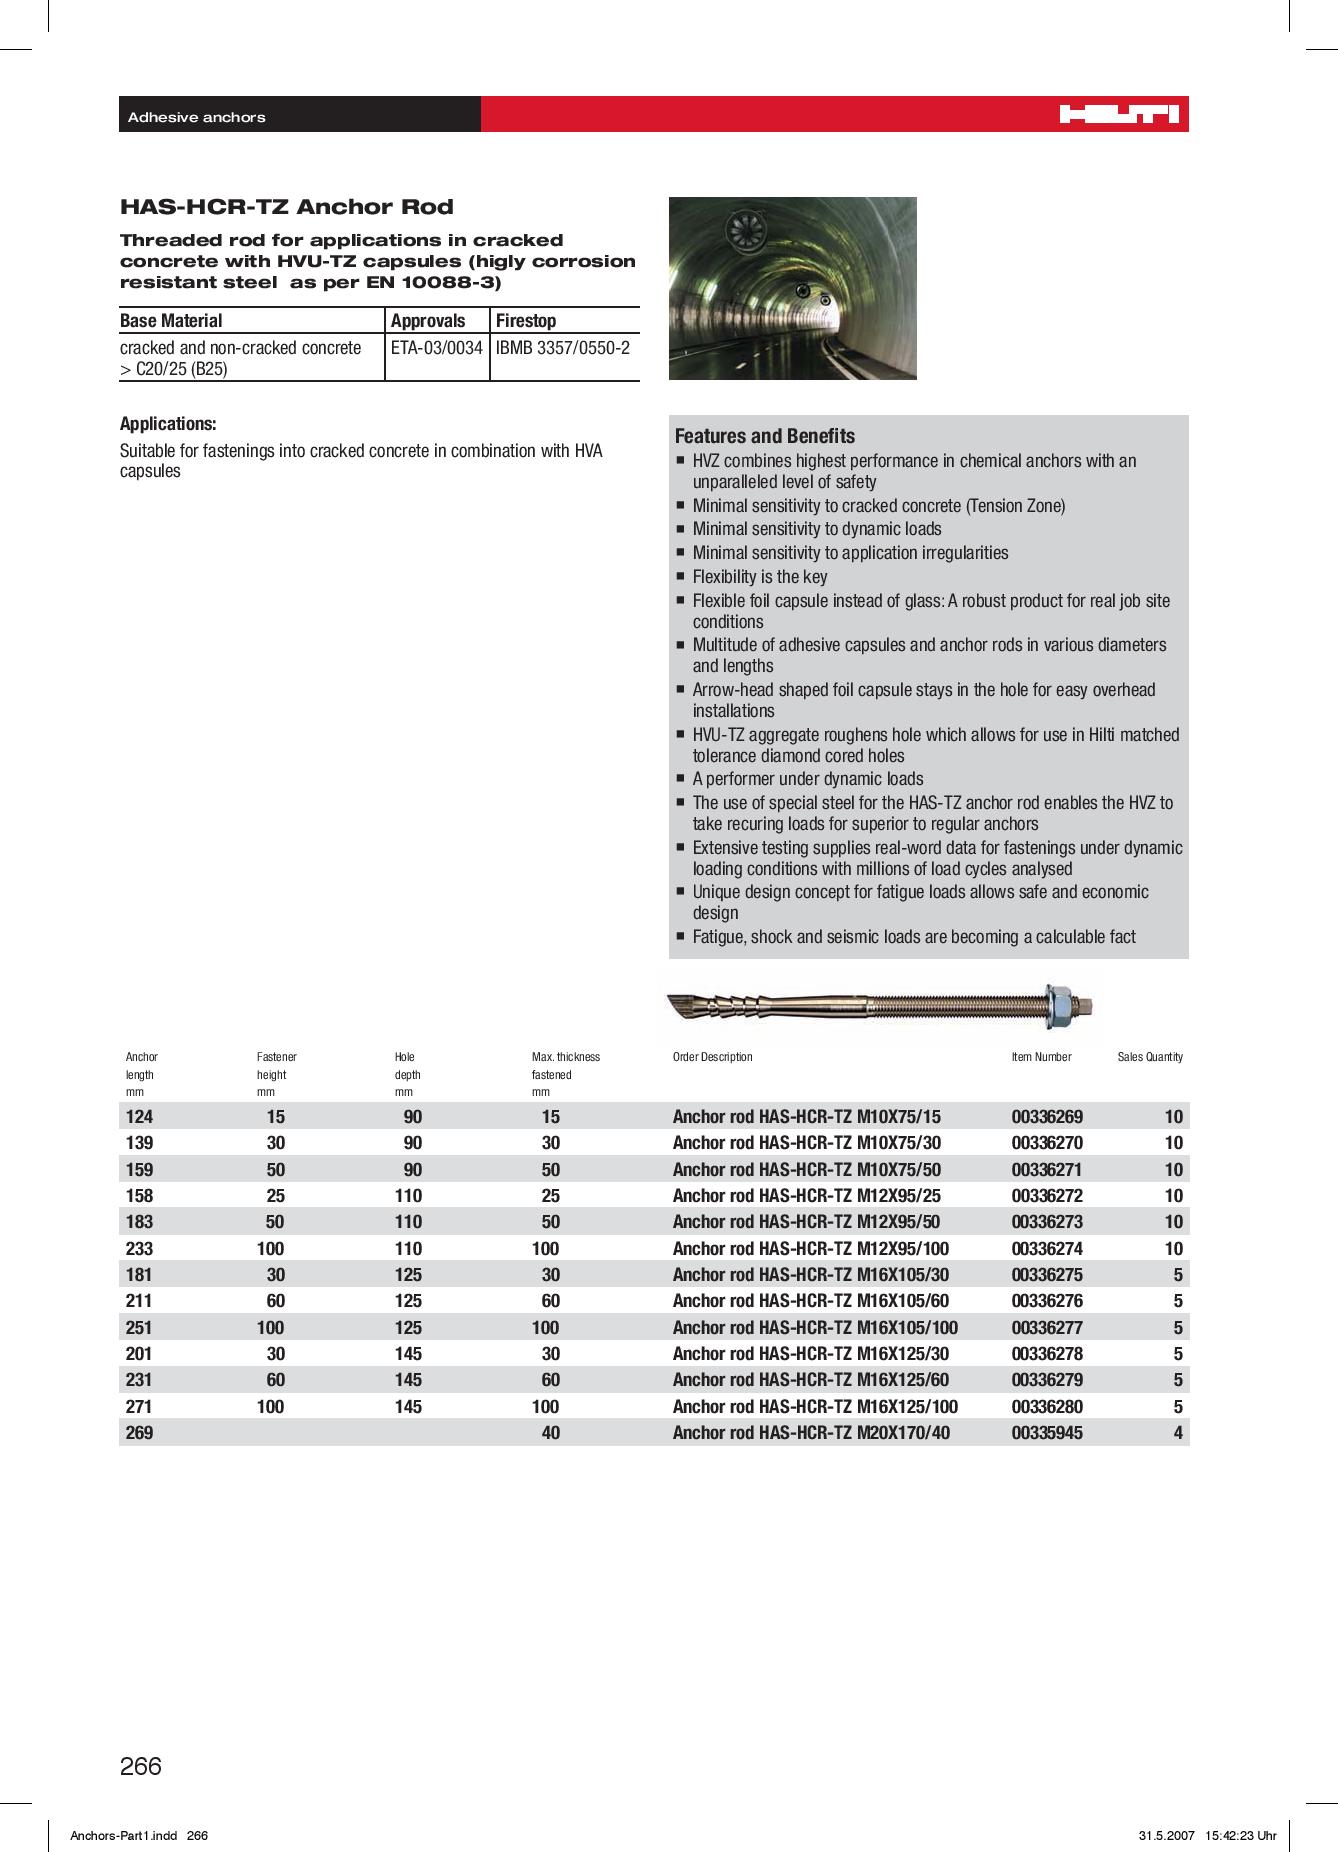 Adhesive anchors
HILTI
HAS-HCR-TZ Anchor Rod
Threaded rod for applications in cracked
concrete with HVU-TZ capsules (higly corrosion
resistant steel  as per EN 10088-3)
Base Material Approvals Firestop
cracked and non-cracked concrete ETA-03/0034 IBMB 3357/0550-2
> C20/25 (B25)
Applications:
Suitable for fastenings into cracked concrete in combination with HVA
capsules
Features and Benefits
■ HVZ combines highest performance in chemical anchors with an
unparalleled level of safety
■ Minimal sensitivity to cracked concrete (Tension Zone)
■ Minimal sensitivity to dynamic loads
■ Minimal sensitivity to application irregularities
■ Flexibility is the key
■ Flexible foil capsule instead of glass: A robust product for real job site
conditions
■ Multitude of adhesive capsules and anchor rods in various diameters
and lengths
■ Arrow-head shaped foil capsule stays in the hole for easy overhead
installations
■ HVU-TZ aggregate roughens hole which allows for use in Hilti matched
tolerance diamond cored holes
■ A performer under dynamic loads
■ The use of special steel for the HAS-TZ anchor rod enables the HVZ to
take recuring loads for superior to regular anchors
■ Extensive testing supplies real-word data for fastenings under dynamic
loading conditions with millions of load cycles analysed
■ Unique design concept for fatigue loads allows safe and economic
design
■ Fatigue, shock and seismic loads are becoming a calculable fact
Anchor Fastener Hole Max. thickness Order Description Item Number Sales Quantity
length height depth fastened
mm mm mm mm
124 15 90 15 Anchor rod HAS-HCR-TZ M10X75/15 00336269 10
139 30 90 30 Anchor rod HAS-HCR-TZ M10X75/30 00336270 10
159 50 90 50 Anchor rod HAS-HCR-TZ M10X75/50 00336271 10
158 25 110 25 Anchor rod HAS-HCR-TZ M12X95/25 00336272 10
183 50 110 50 Anchor rod HAS-HCR-TZ M12X95/50 00336273 10
233 100 110 100 Anchor rod HAS-HCR-TZ M12X95/100 00336274 10
181 30 125 30 Anchor rod HAS-HCR-TZ M16X105/30 00336275 5
211 60 125 60 Anchor rod HAS-HCR-TZ M16X105/60 00336276 5
251 100 125 100 Anchor rod HAS-HCR-TZ M16X105/100 00336277 5
201 30 145 30 Anchor rod HAS-HCR-TZ M16X125/30 00336278 5
231 60 145 60 Anchor rod HAS-HCR-TZ M16X125/60 00336279 5
271 100 145 100 Anchor rod HAS-HCR-TZ M16X125/100 00336280 5
269 40 Anchor rod HAS-HCR-TZ M20X170/40 00335945 4
266
Anchors-Part1.indd   266 31.5.2007   15:42:23 Uhr